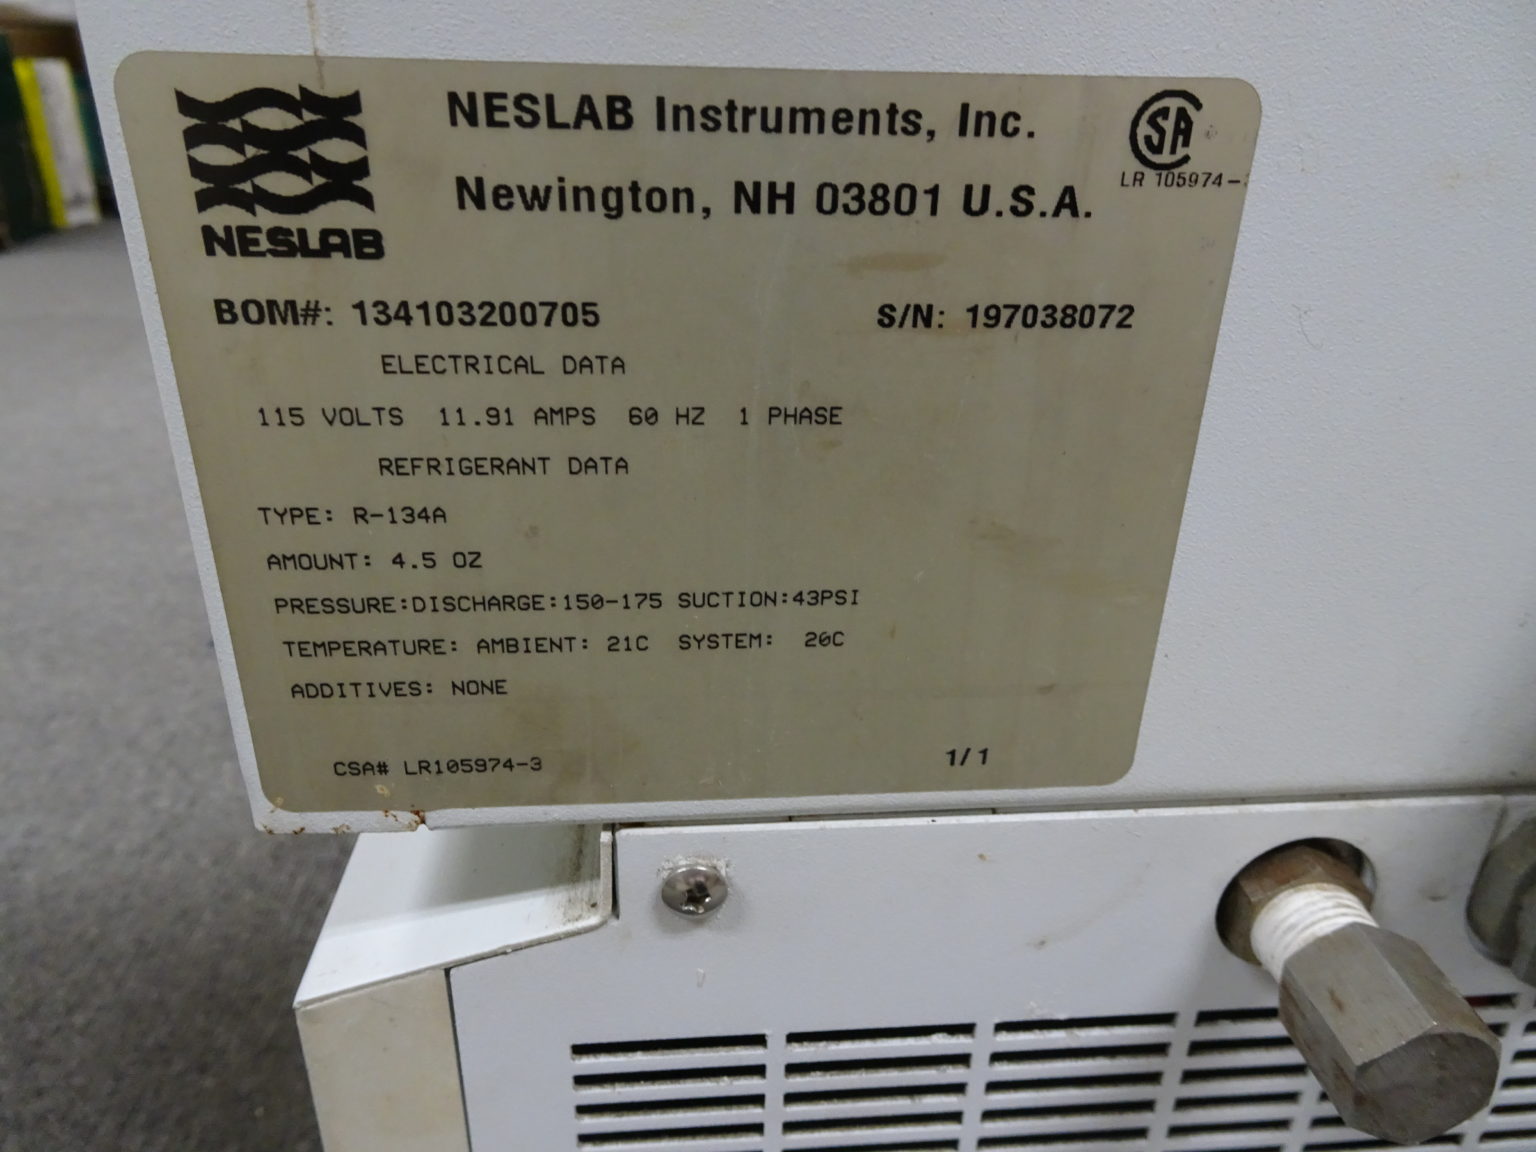 NESLAB Instruments, Inc.
Newington, NH 03801 U.S.A.
SA
LR 105974-
NESLAB
BOM#: 134103200705 S/N: 197038072
ELECTRICAL DATA
115 VOLTS 11.91 AMPS 60 HZ 1 PHASE
REFRIGERANT DATA
TYPE: R-134A
AMOUNT: 4.5 OZ
PRESSURE:DISCHARGE:150-175 SUCTION:43PSI
TEMPERATURE: AMBIENT: 21C SYSTEM: 20C
ADDITIVES: NONE
CSA# LR105974-3 1/1